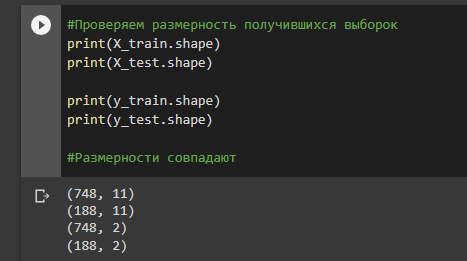 #Проверяем размерность получившихся выборок
print(X_train.shape)
print(X_test.shape)
print(y_train.shape)
print(y_test.shape)
#Размерности совпадают
(748, 11)
(188, 11)
(748, 2)
(188, 2)